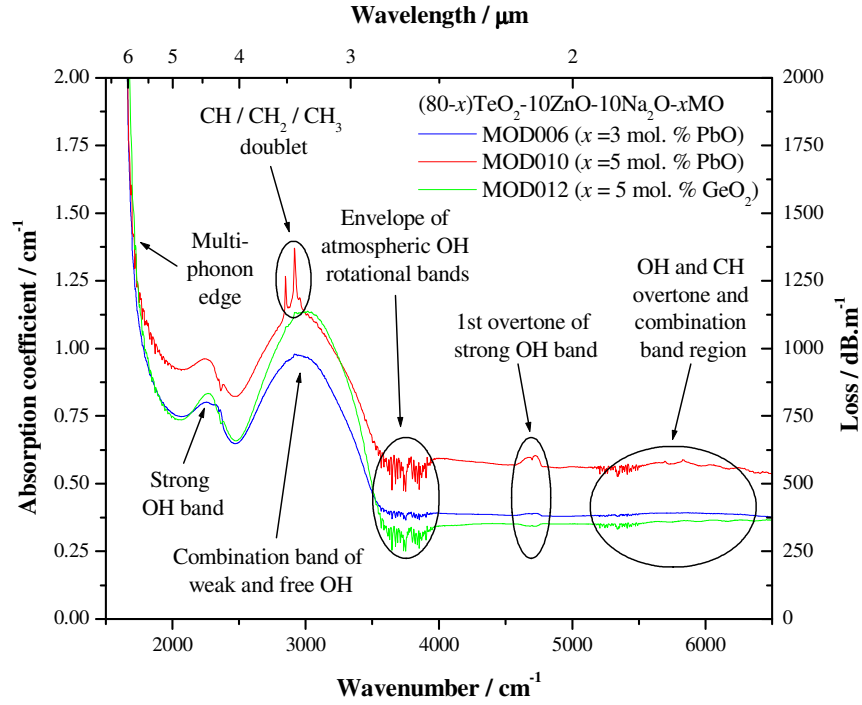 Wavelength / μm
6 5 4 3 2
2.00 1.75 1.50 1.25 1.00 0.75 0.50 0.25 0.00
Absorption coefficient / cm-1
(80-x)TeO2-10ZnO-10Na2O-xMO
MOD006 (x =3 mol. % PbO)
MOD010 (x =5 mol. % PbO)
MOD012 (x = 5 mol. % GeO2)
CH / CH2 / CH3
doublet
Multi-
phonon
edge
Envelope of
atmospheric OH
rotational bands
1st overtone of
strong OH band
OH and CH
overtone and
combination
band region
Strong
OH band
Combination band of
weak and free OH
2000 1750 1500 1250 1000 750 500 250 0
Loss / dB.m-1
2000 3000 4000 5000 6000
Wavenumber / cm-1